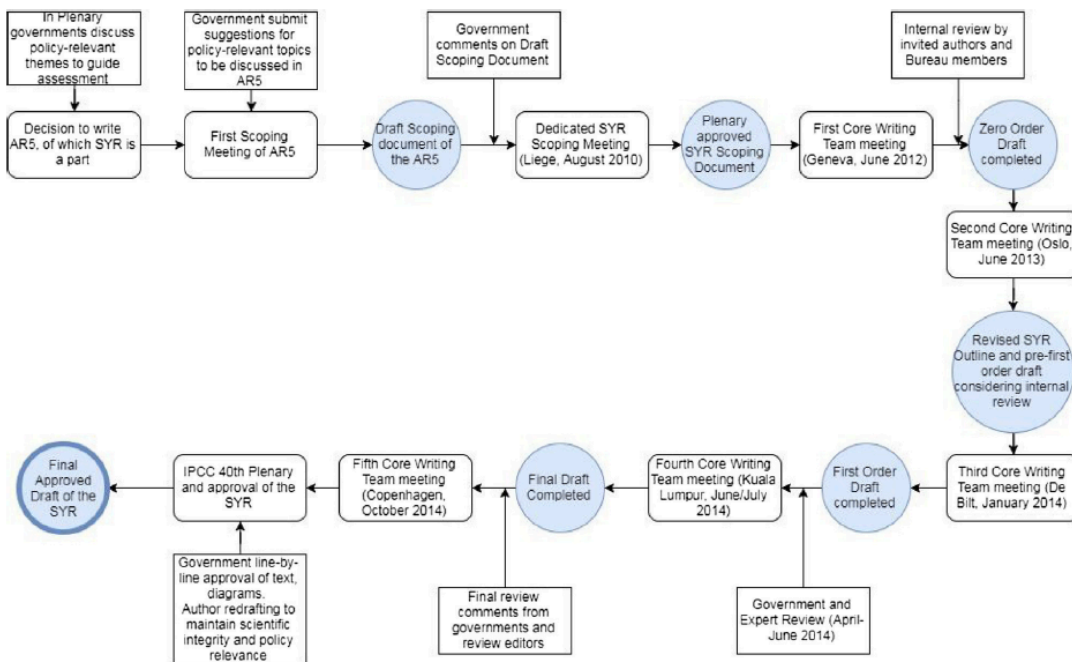 In Plenary
governments discuss
policy-relevant
themes to guide
assessment
Government submit
suggestions for
policy-relevant topics
to be discussed in
AR5
Government
comments on Draft
Scoping Document
Internal review by
invited authors and
Bureau members
Decision to write
AR5, of which SYR is
a part
First Scoping
Meeting of AR5
Draft Scoping
document of
the AR5
Dedicated SYR
Scoping Meeting
(Liege, August 2010)
Plenary
approved
SYR Scoping
Document
First Core Writing
Team meeting
(Geneva, June 2012)
Zero Order
Draft
completed
Second Core Writing
Team meeting (Oslo,
June 2013)
Revised SYR
Outline and pre-first
order draft
considering internal
review
Third Core Writing
Team meeting (De
Bilt, January 2014)
First Order
Draft
completed
Fourth Core Writing
Team meeting (Kuala
Lumpur, June/July
2014)
Final Draft
Completed
Fifth Core Writing
Team meeting
(Copenhagen,
October 2014)
IPCC 40th Plenary
and approval of the
SYR
Final
Approved
Draft of the
SYR
Government line-by-
line approval of text,
diagrams.
Author redrafting to
maintain scientific
integrity and policy
relevance
Final review
comments from
governments and
review editors
Government and
Expert Review (April-
June 2014)